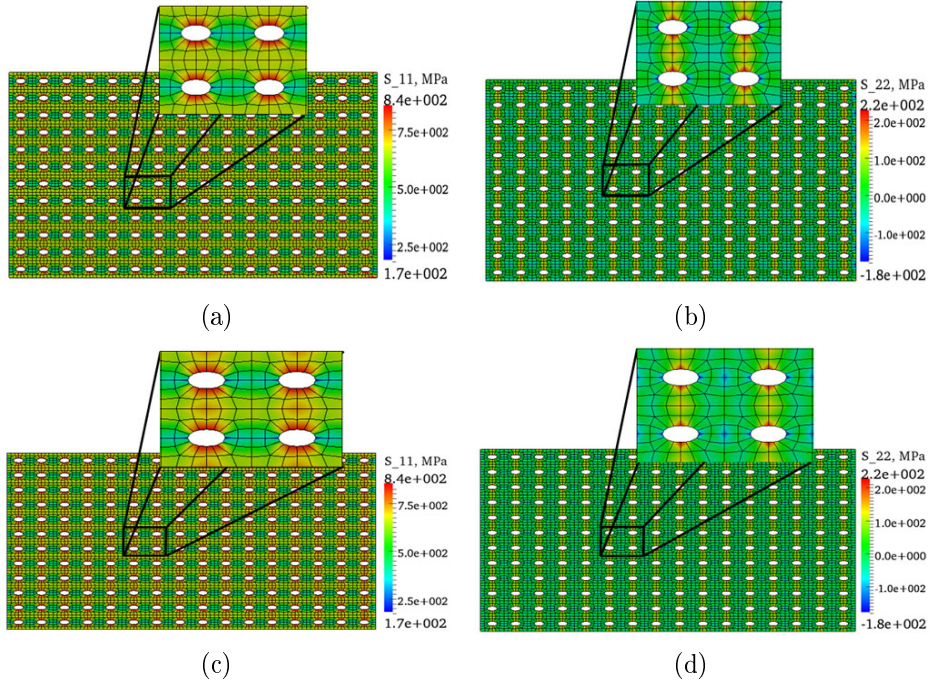 S_11, MPa
8.4e+002
7.5e+002
5.0e+002
2.5e+002
1.7e+002
(a)
S_22, MPa
2.2e+002
2.0e+002
1.0e+002
0.0e+000
-1.0e+002
-1.8e+002
(b)
S_11, MPa
8.4e+002
7.5e+002
5.0e+002
2.5e+002
1.7e+002
(c)
S_22, MPa
2.2e+002
2.0e+002
1.0e+002
0.0e+000
-1.0e+002
-1.8e+002
(d)